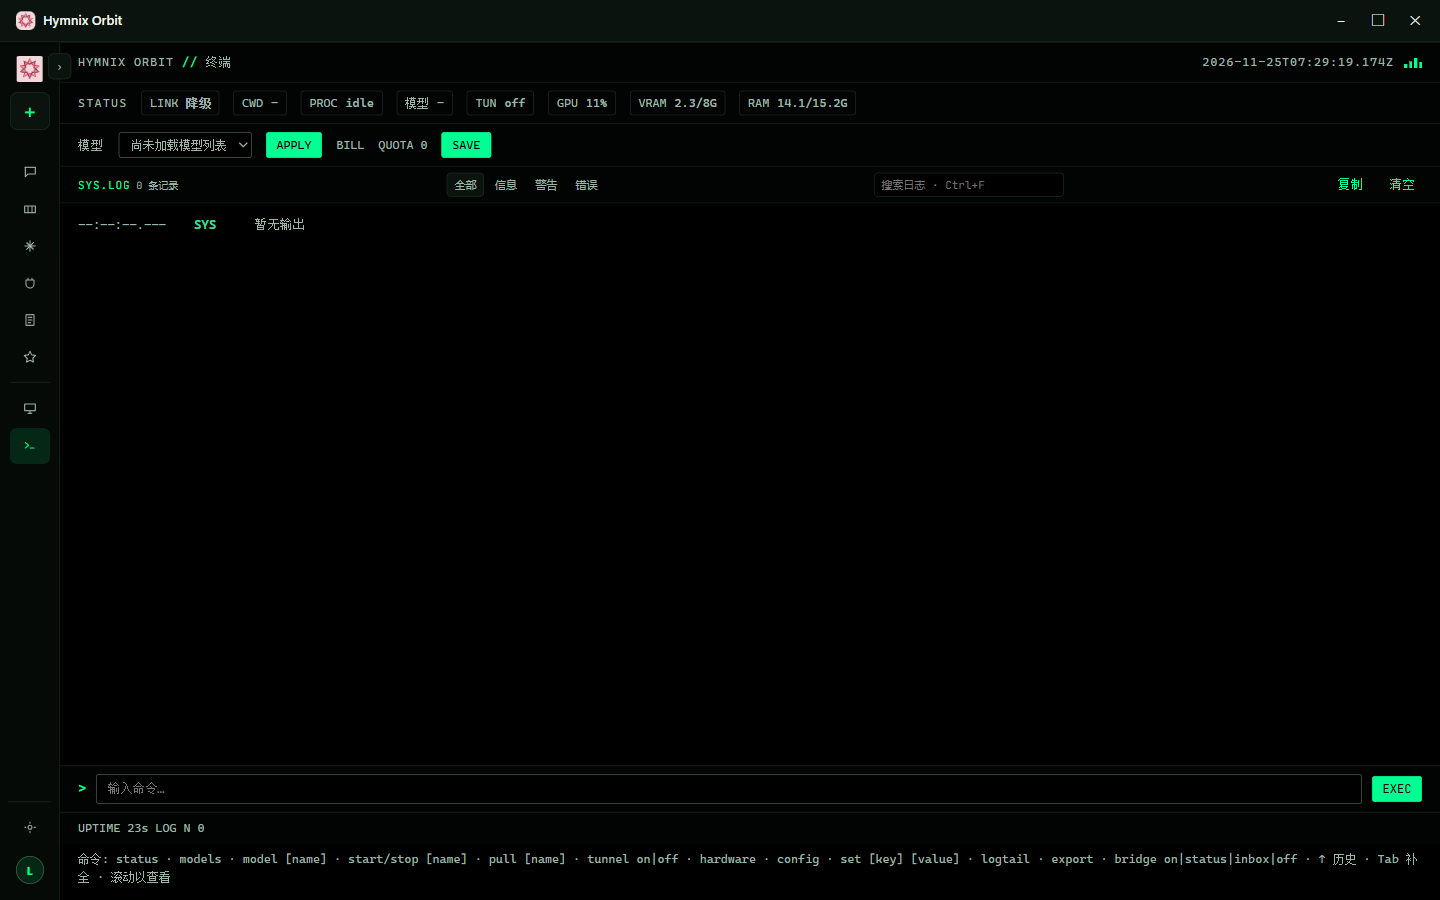 Hymnix Orbit
HYMNIX ORBIT // 终端
2026-11-25T07:29:19.174Z
STATUS LINK 降级 CWD — PROC idle 模型 — TUN off GPU 11% VRAM 2.3/8G RAM 14.1/15.2G
模型 尚未加载模型列表 APPLY BILL QUOTA 0 SAVE
SYS.LOG 0 条记录 全部 信息 警告 错误 搜索日志 · Ctrl+F 复制 清空
--:--:--.--- SYS 暂无输出
> 输入命令… EXEC
UPTIME 23s LOG N 0
命令: status · models · model [name] · start/stop [name] · pull [name] · tunnel on|off · hardware · config · set [key] [value] · logtail · export · bridge on|status|inbox|off · ↑ 历史 · Tab 补
全 · 滚动以查看
L